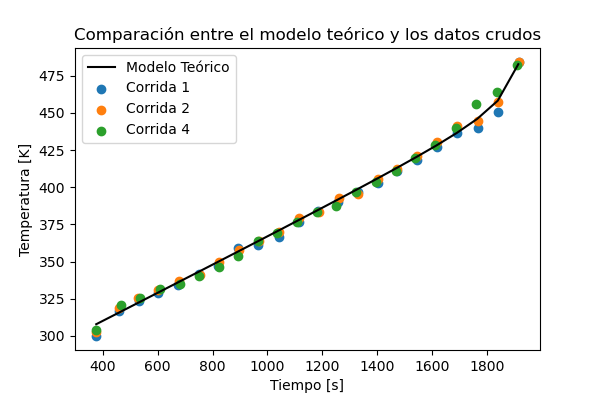 Comparación entre el modelo teórico y los datos crudos
Modelo Teórico
Corrida 1
Corrida 2
Corrida 4
Temperatura [K]
475
450
425
400
375
350
325
300
400 600 800 1000 1200 1400 1600 1800
Tiempo [s]